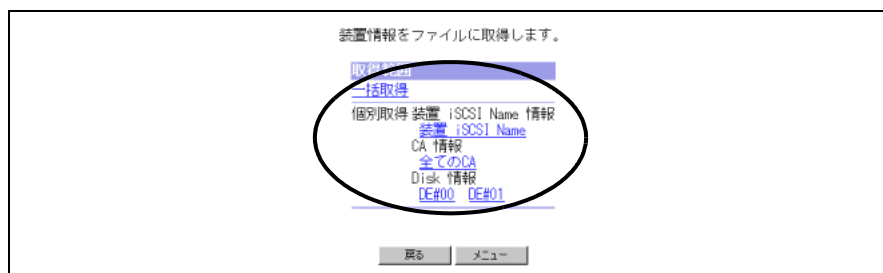 装置情報をファイルに取得します。
取得範囲
一括取得
個別取得 装置 iSCSI Name 情報
装置 iSCSI Name
CA 情報
全てのCA
Disk 情報
DE#00 DE#01
戻る メニュー